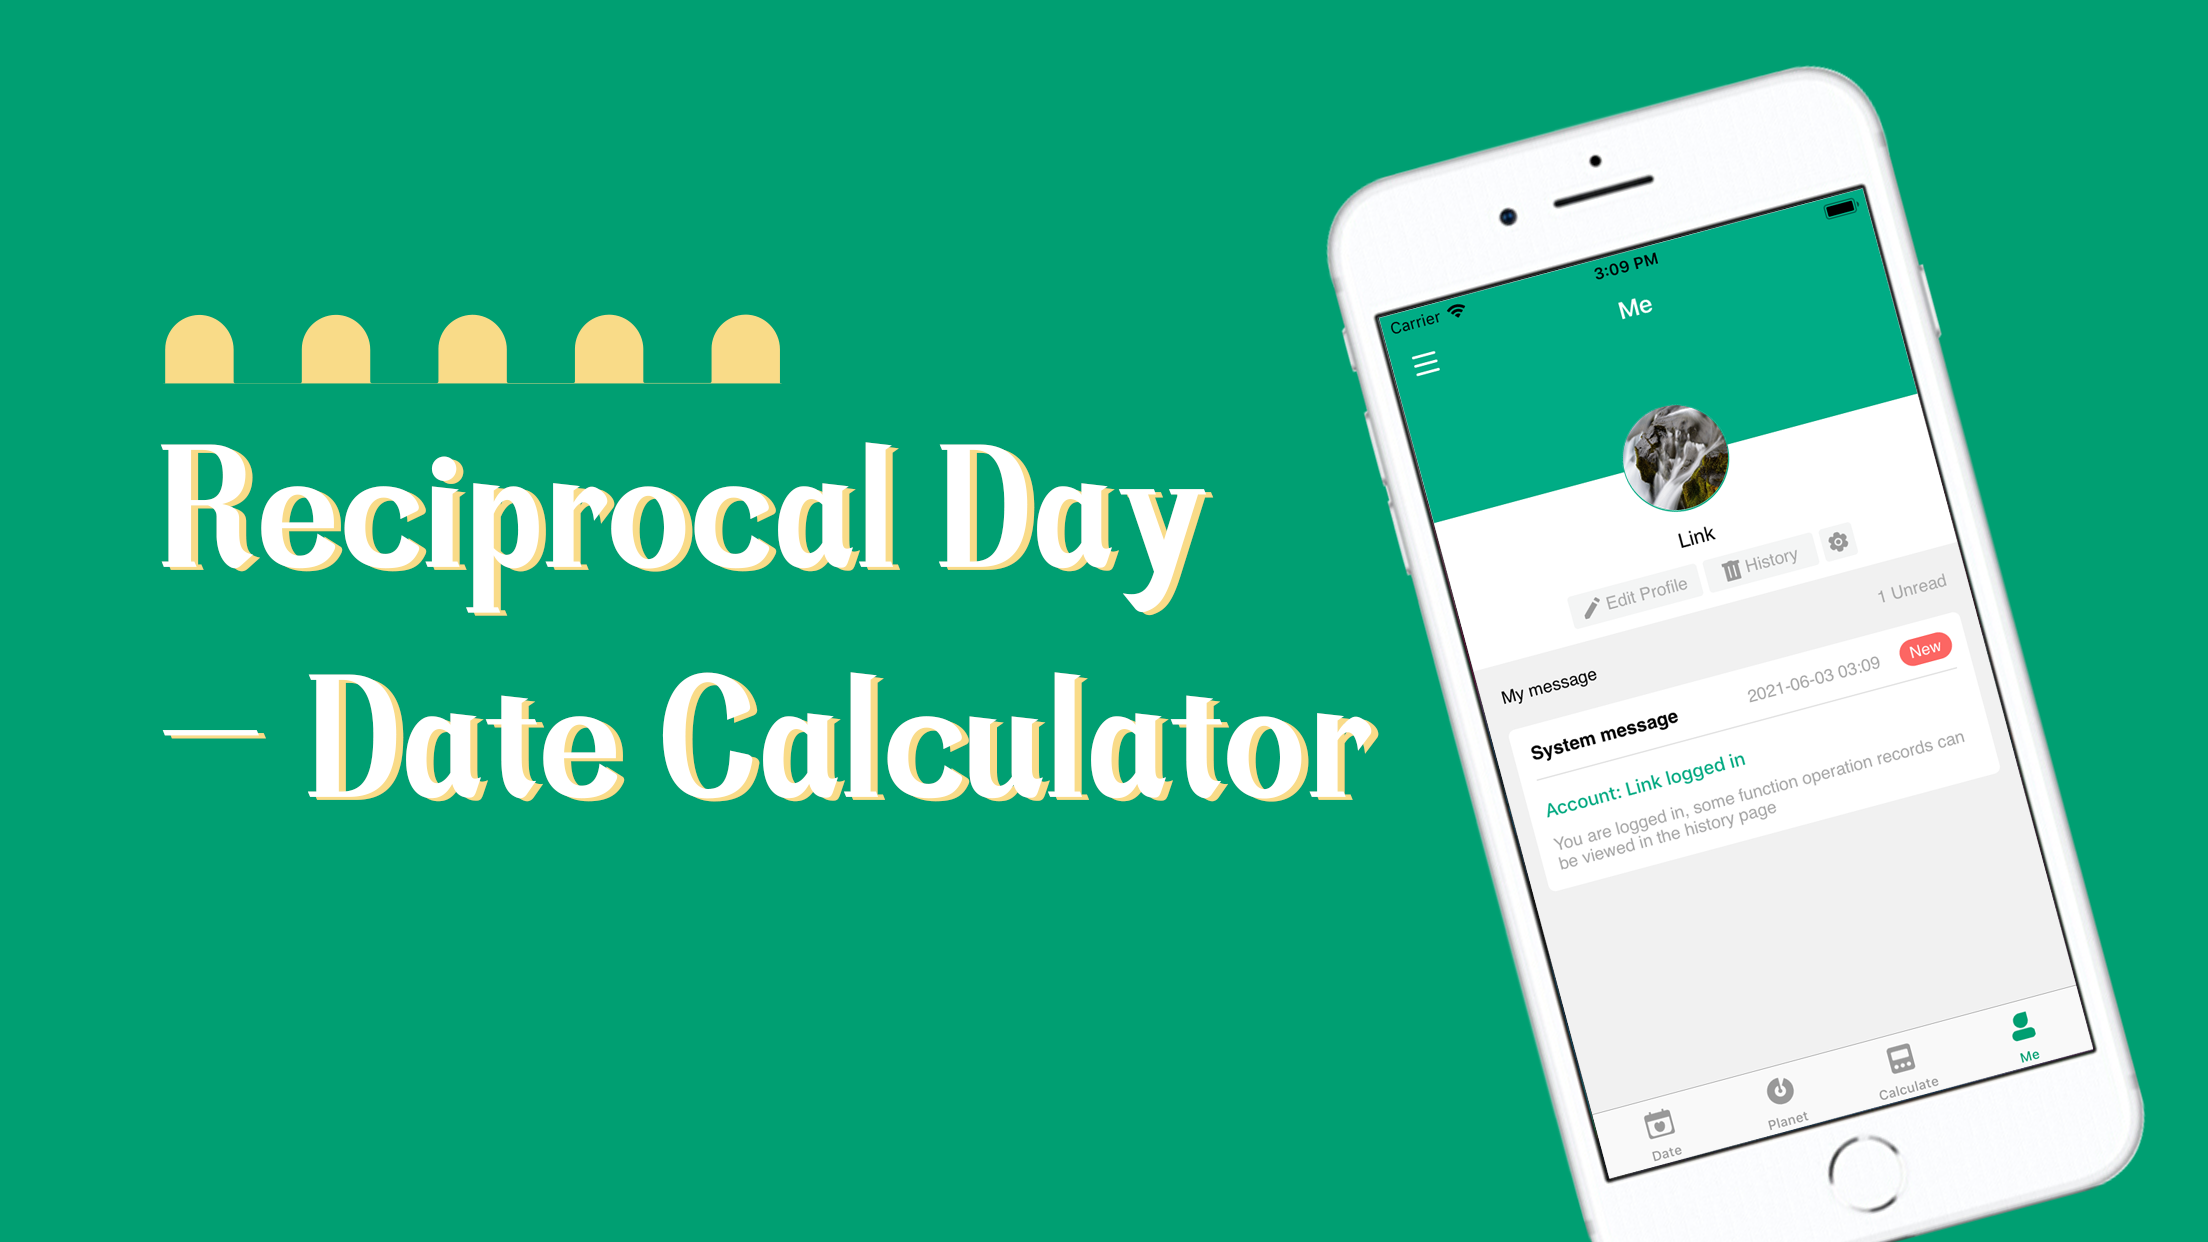 Reciprocal Day
– Date Calculator
Carrier
3:09 PM
Me
Link
Edit Profile
History
1 Unread
My message
System message
2021-06-03 03:09
New
Account: Link logged in
You are logged in, some function operation records can
be viewed in the history page
Date
Planet
Calculate
Me